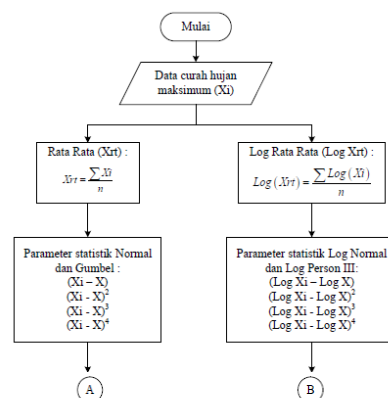 Mulai
Data curah hujan
maksimum (Xi)
Rata Rata (Xrt) :
Xrt = ∑ Xi / n
Log Rata Rata (Log Xrt) :
Log (Xrt) = ∑ Log (Xi) / n
Parameter statistik Normal
dan Gumbel :
(Xi – X)
(Xi - X)²
(Xi - X)³
(Xi - X)⁴
Parameter statistik Log Normal
dan Log Person III:
(Log Xi – Log X)
(Log Xi - Log X)²
(Log Xi - Log X)³
(Log Xi - Log X)⁴
A
B